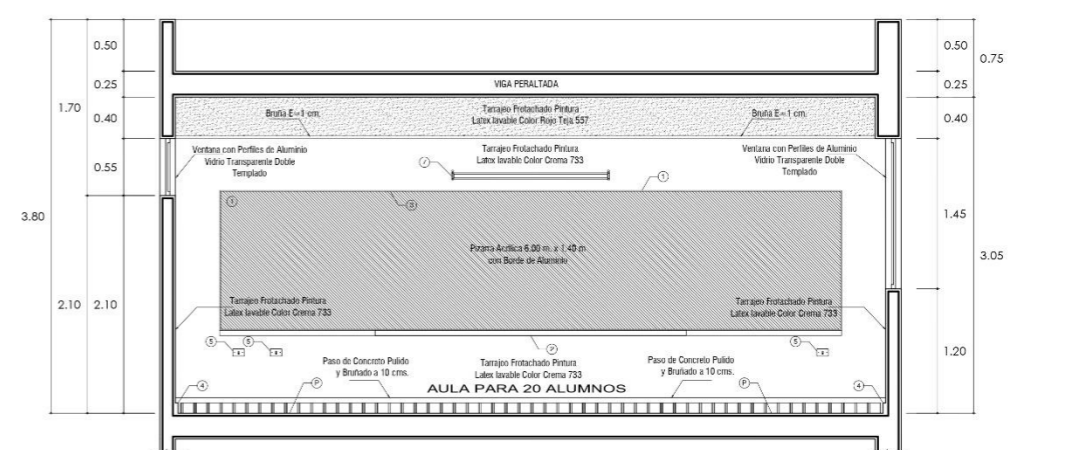 0.50
0.50
0.75
0.25
VIGA PERALTADA
0.25
1.70
0.40
Bruña E=1 cm.
Tarrajeo Frotachado Pintura
Latex lavable Color Rojo Teja 557
Bruña E=1 cm.
0.40
Ventana con Perfiles de Aluminio
Vidrio Transparente Doble
Templado
Tarrajeo Frotachado Pintura
Latex lavable Color Crema 733
Ventana con Perfiles de Aluminio
Vidrio Transparente Doble
Templado
0.55
7
1
1
3
3.80
1.45
Pizarra Acrilica 6.00 m. x 1.40 m
con Borde de Aluminio
3.05
2.10
2.10
Tarrajeo Frotachado Pintura
Latex lavable Color Crema 733
Tarrajeo Frotachado Pintura
Latex lavable Color Crema 733
5
5
2
5
1.20
Paso de Concreto Pulido
y Bruñado a 10 cms.
Tarrajeo Frotachado Pintura
Latex lavable Color Crema 733
Paso de Concreto Pulido
y Bruñado a 10 cms.
AULA PARA 20 ALUMNOS
4
P
P
4